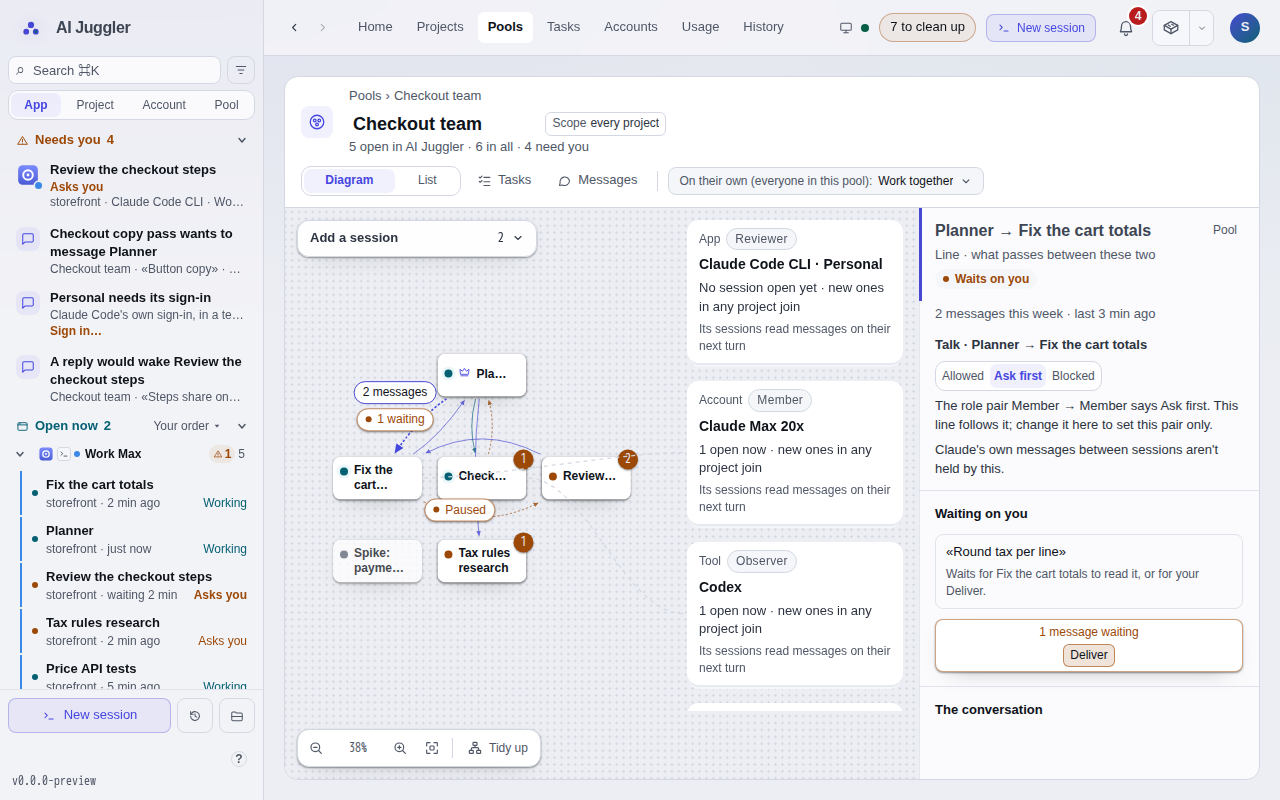 AI Juggler
Search ⌘K
App Project Account Pool
Needs you 4
Review the checkout steps
Asks you
storefront · Claude Code CLI · Wo…
Checkout copy pass wants to
message Planner
Checkout team · «Button copy» · …
Personal needs its sign-in
Claude Code's own sign-in, in a te…
Sign in…
A reply would wake Review the
checkout steps
Checkout team · «Steps share on…
Open now 2 Your order
Work Max 1 5
Fix the cart totals
storefront · 2 min ago Working
Planner
storefront · just now Working
Review the checkout steps
storefront · waiting 2 min Asks you
Tax rules research
storefront · 2 min ago Asks you
Price API tests
storefront · 5 min ago Working
New session
?
v0.0.0-preview
Home Projects Pools Tasks Accounts Usage History
7 to clean up
New session
4
S
Pools › Checkout team
Checkout team
Scope every project
5 open in AI Juggler · 6 in all · 4 need you
Diagram List Tasks Messages
On their own (everyone in this pool): Work together
Add a session 2
Pla…
2 messages
1 waiting
Fix the
cart…
Check…
1
Review…
2
Paused
Spike:
payme…
Tax rules
research
1
38%
Tidy up
App Reviewer
Claude Code CLI · Personal
No session open yet · new ones
in any project join
Its sessions read messages on their
next turn
Account Member
Claude Max 20x
1 open now · new ones in any
project join
Its sessions read messages on their
next turn
Tool Observer
Codex
1 open now · new ones in any
project join
Its sessions read messages on their
next turn
Planner → Fix the cart totals Pool
Line · what passes between these two
Waits on you
2 messages this week · last 3 min ago
Talk · Planner → Fix the cart totals
Allowed Ask first Blocked
The role pair Member → Member says Ask first. This
line follows it; change it here to set this pair only.
Claude's own messages between sessions aren't
held by this.
Waiting on you
«Round tax per line»
Waits for Fix the cart totals to read it, or for your
Deliver.
1 message waiting
Deliver
The conversation